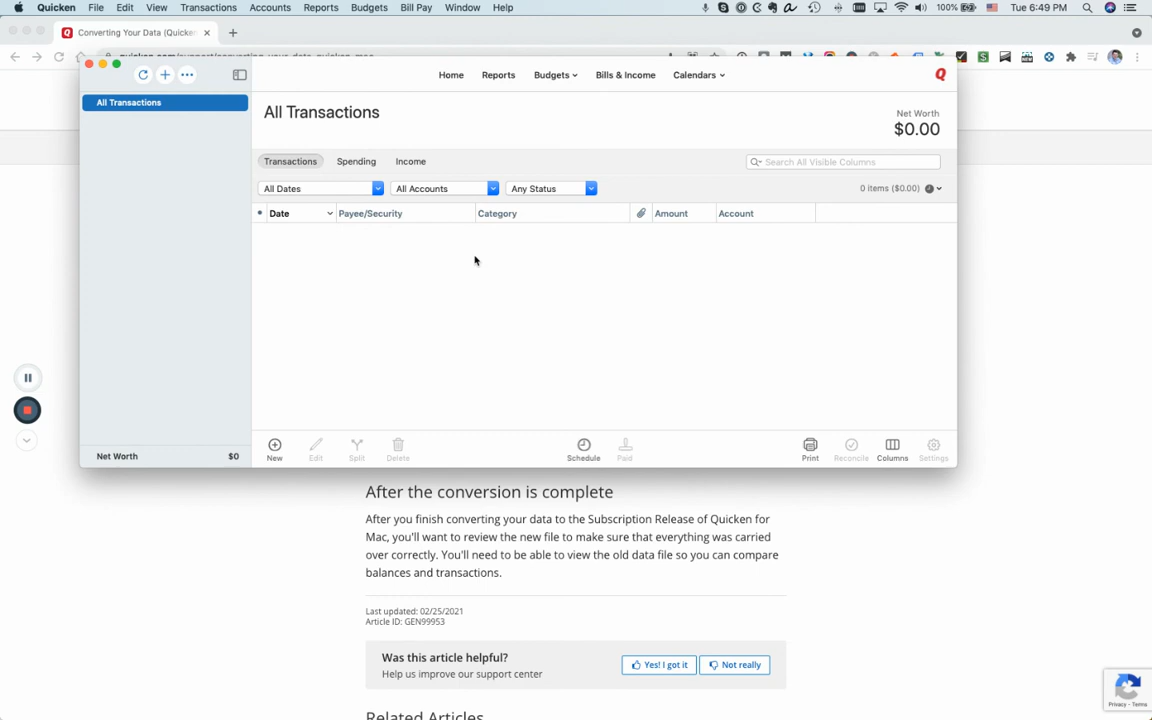 Quicken File Edit View Transactions Accounts Reports Budgets Bill Pay Window Help
100% Tue 6:49 PM
Converting Your Data (Quicken
Home Reports Budgets Bills & Income Calendars
All Transactions
All Transactions
Net Worth
$0.00
Transactions Spending Income
Search All Visible Columns
All Dates All Accounts Any Status
0 items ($0.00)
Date Payee/Security Category Amount Account
Net Worth $0
New Edit Split Delete Schedule Paid Print Reconcile Columns Settings
After the conversion is complete
After you finish converting your data to the Subscription Release of Quicken for
Mac, you'll want to review the new file to make sure that everything was carried
over correctly. You'll need to be able to view the old data file so you can compare
balances and transactions.
Last updated: 02/25/2021
Article ID: GEN99953
Was this article helpful?
Help us improve our support center
Yes! I got it
Not really
Related Articles
Privacy - Terms